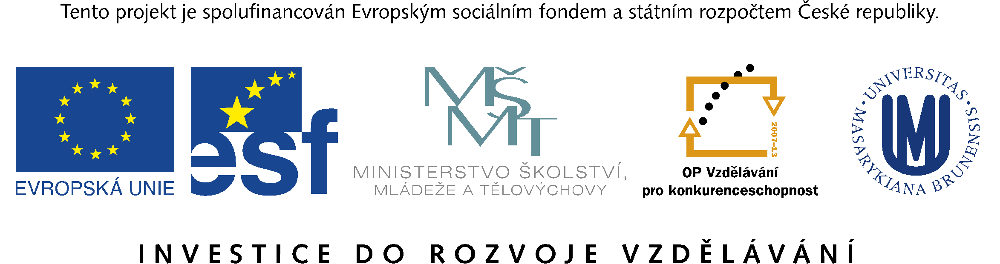 Tento projekt je spolufinancován Evropským sociálním fondem a státním rozpočtem České republiky.
EVROPSKÁ UNIE
esf
MŠMT
MINISTERSTVO ŠKOLSTVÍ,
MLÁDEŽE A TĚLOVÝCHOVY
2007-13
OP Vzdělávání
pro konkurenceschopnost
UNIVERSITAS · MASARYKIANA BRUNENSIS ·
MU
INVESTICE DO ROZVOJE VZDĚLÁVÁNÍ